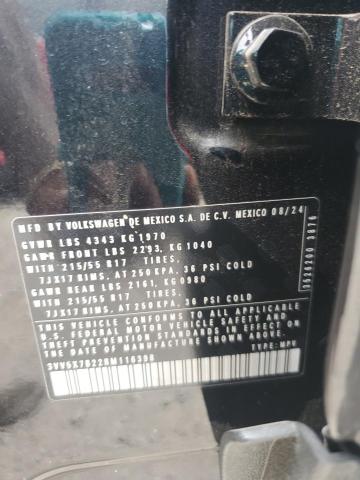 MFD BY VOLKSWAGEN DE MEXICO S.A. DE C.V. MEXICO 08/24
GVWR LBS 4343 KG 1970
GAWR FRONT LBS 2293, KG 1040
WITH 215/55 R17 TIRES,
7JX17 RIMS, AT 250 KPA, 36 PSI COLD
GAWR REAR LBS 2161, KG 0980
WITH 215/55 R17 TIRES,
7JX17 RIMS, AT 250 KPA, 36 PSI COLD
THIS VEHICLE CONFORMS TO ALL APPLICABLE
U.S. FEDERAL MOTOR VEHICLE SAFETY AND
THEFT PREVENTION STANDARDS IN EFFECT ON
THE DATE OF MANUFACTURE SHOWN ABOVE.
TYPE: MPV